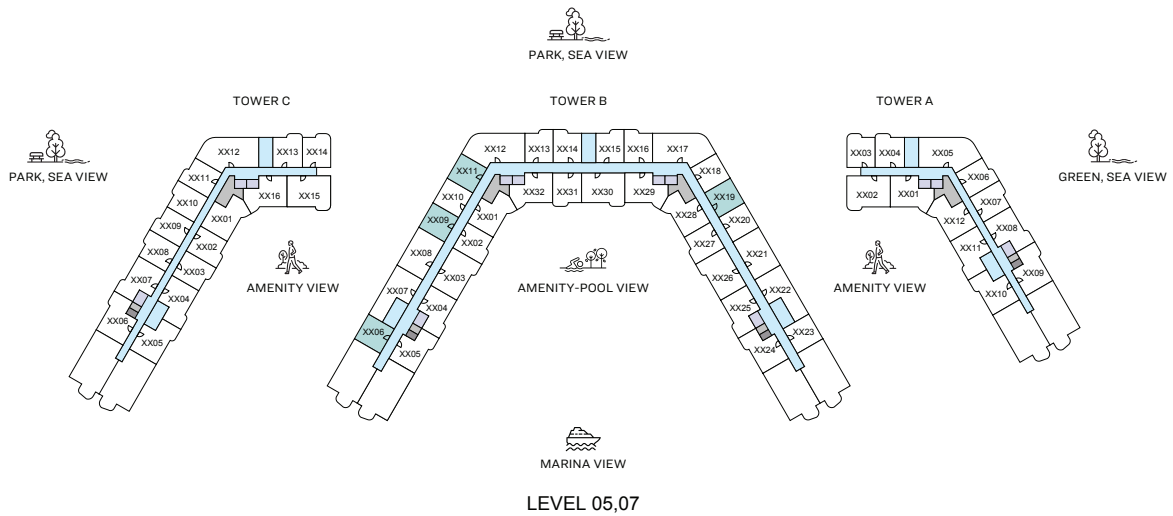 PARK, SEA VIEW
TOWER C
TOWER B
TOWER A
PARK, SEA VIEW
GREEN, SEA VIEW
XX12
XX13
XX14
XX11
XX10
XX09
XX08
XX07
XX06
XX16
XX15
XX01
XX02
XX03
XX04
XX05
AMENITY VIEW
XX12
XX13
XX14
XX15
XX16
XX17
XX11
XX10
XX09
XX08
XX07
XX06
XX32
XX31
XX30
XX29
XX01
XX02
XX03
XX04
XX05
XX18
XX19
XX20
XX21
XX22
XX23
XX28
XX27
XX26
XX25
XX24
AMENITY-POOL VIEW
AMENITY VIEW
XX03
XX04
XX05
XX02
XX01
XX06
XX07
XX08
XX09
XX12
XX11
XX10
MARINA VIEW
LEVEL 05,07